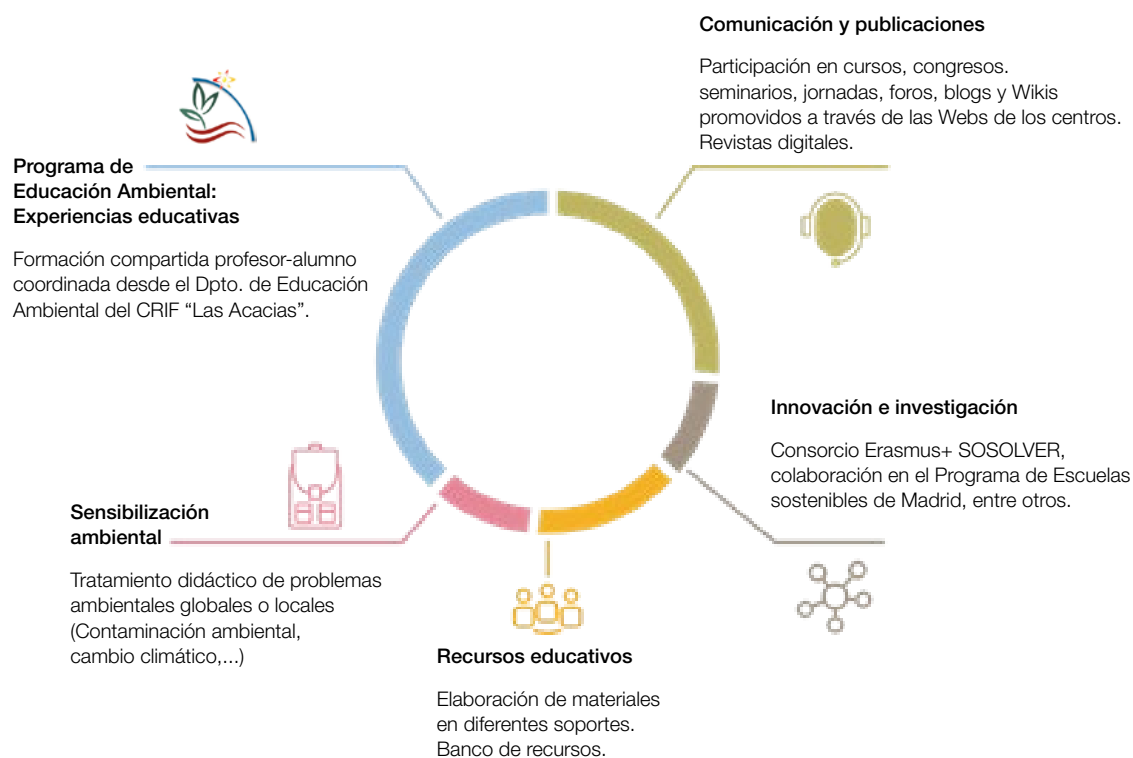 Comunicación y publicaciones
Participación en cursos, congresos.
seminarios, jornadas, foros, blogs y Wikis
promovidos a través de las Webs de los centros.
Revistas digitales.
Programa de
Educación Ambiental:
Experiencias educativas
Formación compartida profesor-alumno
coordinada desde el Dpto. de Educación
Ambiental del CRIF “Las Acacias”.
Innovación e investigación
Consorcio Erasmus+ SOSOLVER,
colaboración en el Programa de Escuelas
sostenibles de Madrid, entre otros.
Sensibilización
ambiental
Tratamiento didáctico de problemas
ambientales globales o locales
(Contaminación ambiental,
cambio climático,...)
Recursos educativos
Elaboración de materiales
en diferentes soportes.
Banco de recursos.